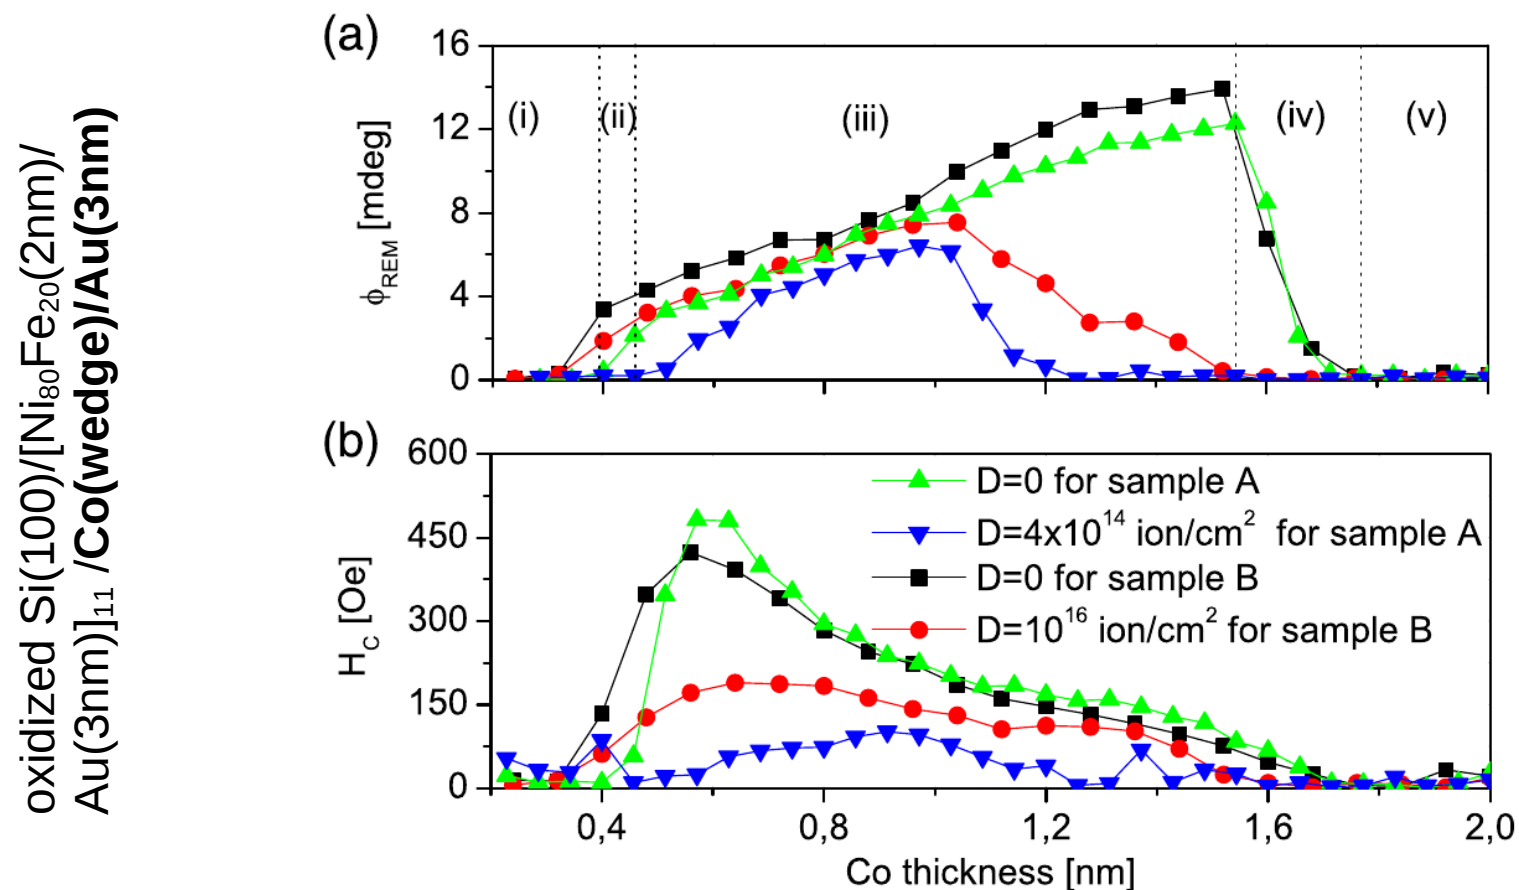 oxidized Si(100)/[Ni80Fe20(2nm)/
Au(3nm)]11 /Co(wedge)/Au(3nm)
(a)
16
12
8
4
0
ϕREM [mdeg]
(i)
(ii)
(iii)
(iv)
(v)
(b)
600
450
300
150
0
HC [Oe]
D=0 for sample A
D=4x10^14 ion/cm^2 for sample A
D=0 for sample B
D=10^16 ion/cm^2 for sample B
0,4 0,8 1,2 1,6 2,0
Co thickness [nm]